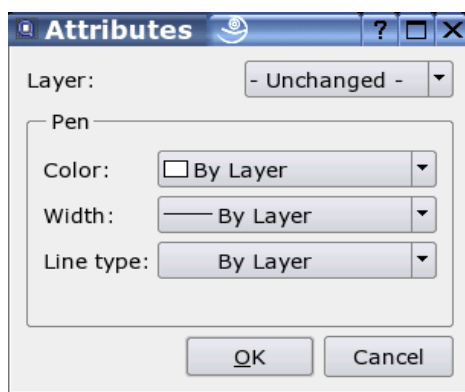 Attributes ?
Layer: - Unchanged -
Pen
Color: By Layer
Width: By Layer
Line type: By Layer
OK Cancel